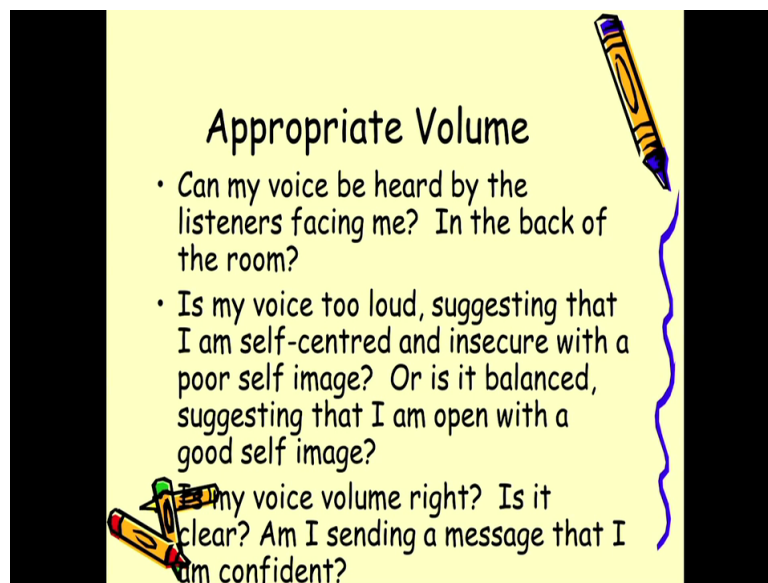 Appropriate Volume
• Can my voice be heard by the
listeners facing me?  In the back of
the room?
• Is my voice too loud, suggesting that
I am self-centred and insecure with a
poor self image?  Or is it balanced,
suggesting that I am open with a
good self image?
Is my voice volume right?  Is it
clear? Am I sending a message that I
am confident?